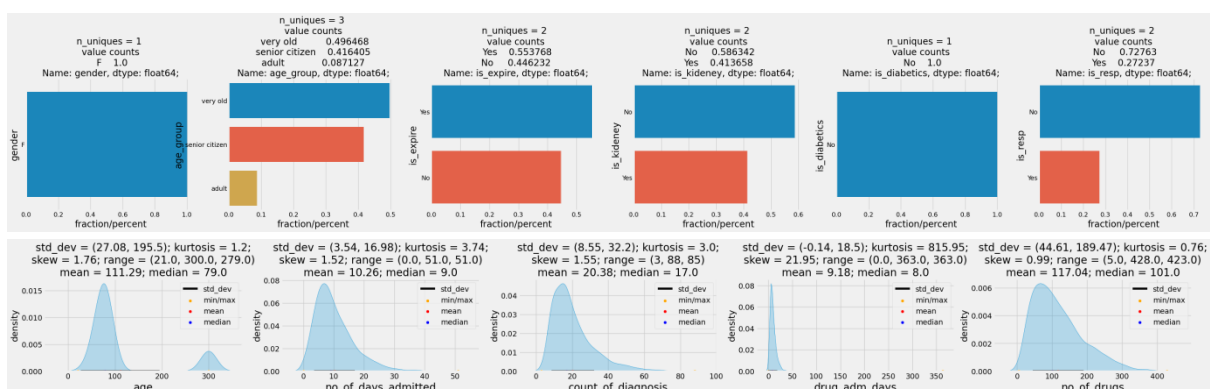 n_uniques = 1
value counts
F 1.0
Name: gender, dtype: float64;
gender
F
0.0 0.2 0.4 0.6 0.8 1.0
fraction/percent
n_uniques = 3
value counts
very old 0.496468
senior citizen 0.416405
adult 0.087127
Name: age_group, dtype: float64;
age_group
very old
senior citizen
adult
0.0 0.1 0.2 0.3 0.4 0.5
fraction/percent
n_uniques = 2
value counts
Yes 0.553768
No 0.446232
Name: is_expire, dtype: float64;
is_expire
Yes
No
0.0 0.1 0.2 0.3 0.4 0.5
fraction/percent
n_uniques = 2
value counts
No 0.586342
Yes 0.413658
Name: is_kideney, dtype: float64;
is_kideney
No
Yes
0.0 0.1 0.2 0.3 0.4 0.5 0.6
fraction/percent
n_uniques = 1
value counts
No 1.0
Name: is_diabetics, dtype: float64;
is_diabetics
No
0.0 0.2 0.4 0.6 0.8 1.0
fraction/percent
n_uniques = 2
value counts
No 0.72763
Yes 0.27237
Name: is_resp, dtype: float64;
is_resp
No
Yes
0.0 0.1 0.2 0.3 0.4 0.5 0.6 0.7
fraction/percent
std_dev = (27.08, 195.5); kurtosis = 1.2;
skew = 1.76; range = (21.0, 300.0, 279.0)
mean = 111.29; median = 79.0
density
0.015
0.010
0.005
0.000
std_dev
min/max
mean
median
0 100 200 300
age
std_dev = (3.54, 16.98); kurtosis = 3.74;
skew = 1.52; range = (0.0, 51.0, 51.0)
mean = 10.26; median = 9.0
density
0.08
0.06
0.04
0.02
0.00
std_dev
min/max
mean
median
0 10 20 30 40 50
no_of_days_admitted
std_dev = (8.55, 32.2); kurtosis = 3.0;
skew = 1.55; range = (3, 88, 85)
mean = 20.38; median = 17.0
density
0.04
0.02
0.00
std_dev
min/max
mean
median
0 20 40 60 80 100
count_of_diagnosis
std_dev = (-0.14, 18.5); kurtosis = 815.95;
skew = 21.95; range = (0.0, 363.0, 363.0)
mean = 9.18; median = 8.0
density
0.08
0.06
0.04
0.02
0.00
std_dev
min/max
mean
median
0 50 100 150 200 250 300 350
drug_adm_days
std_dev = (44.61, 189.47); kurtosis = 0.76;
skew = 0.99; range = (5.0, 428.0, 423.0)
mean = 117.04; median = 101.0
density
0.006
0.004
0.002
0.000
std_dev
min/max
mean
median
0 100 200 300 400
no_of_drugs